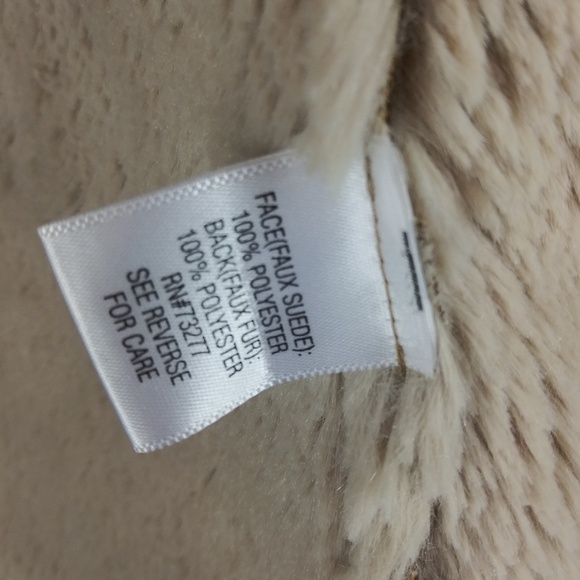 FACE(FAUX SUEDE):
100% POLYESTER
BACK(FAUX FUR):
100% POLYESTER
RN#73277
SEE REVERSE
FOR CARE